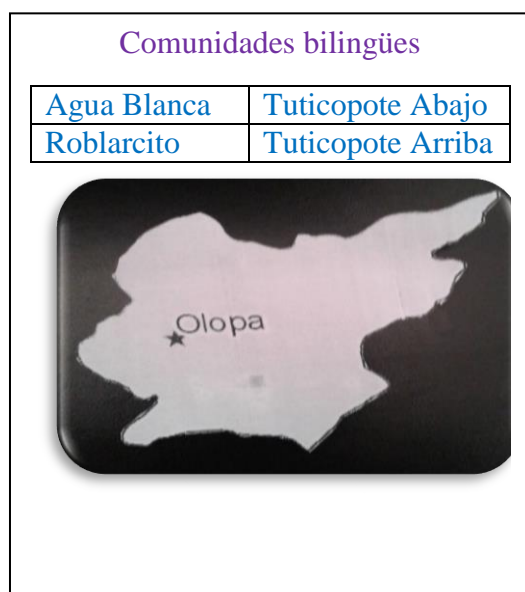 Comunidades bilingües
Agua Blanca Tuticopote Abajo
Roblarcito Tuticopote Arriba
Olopa